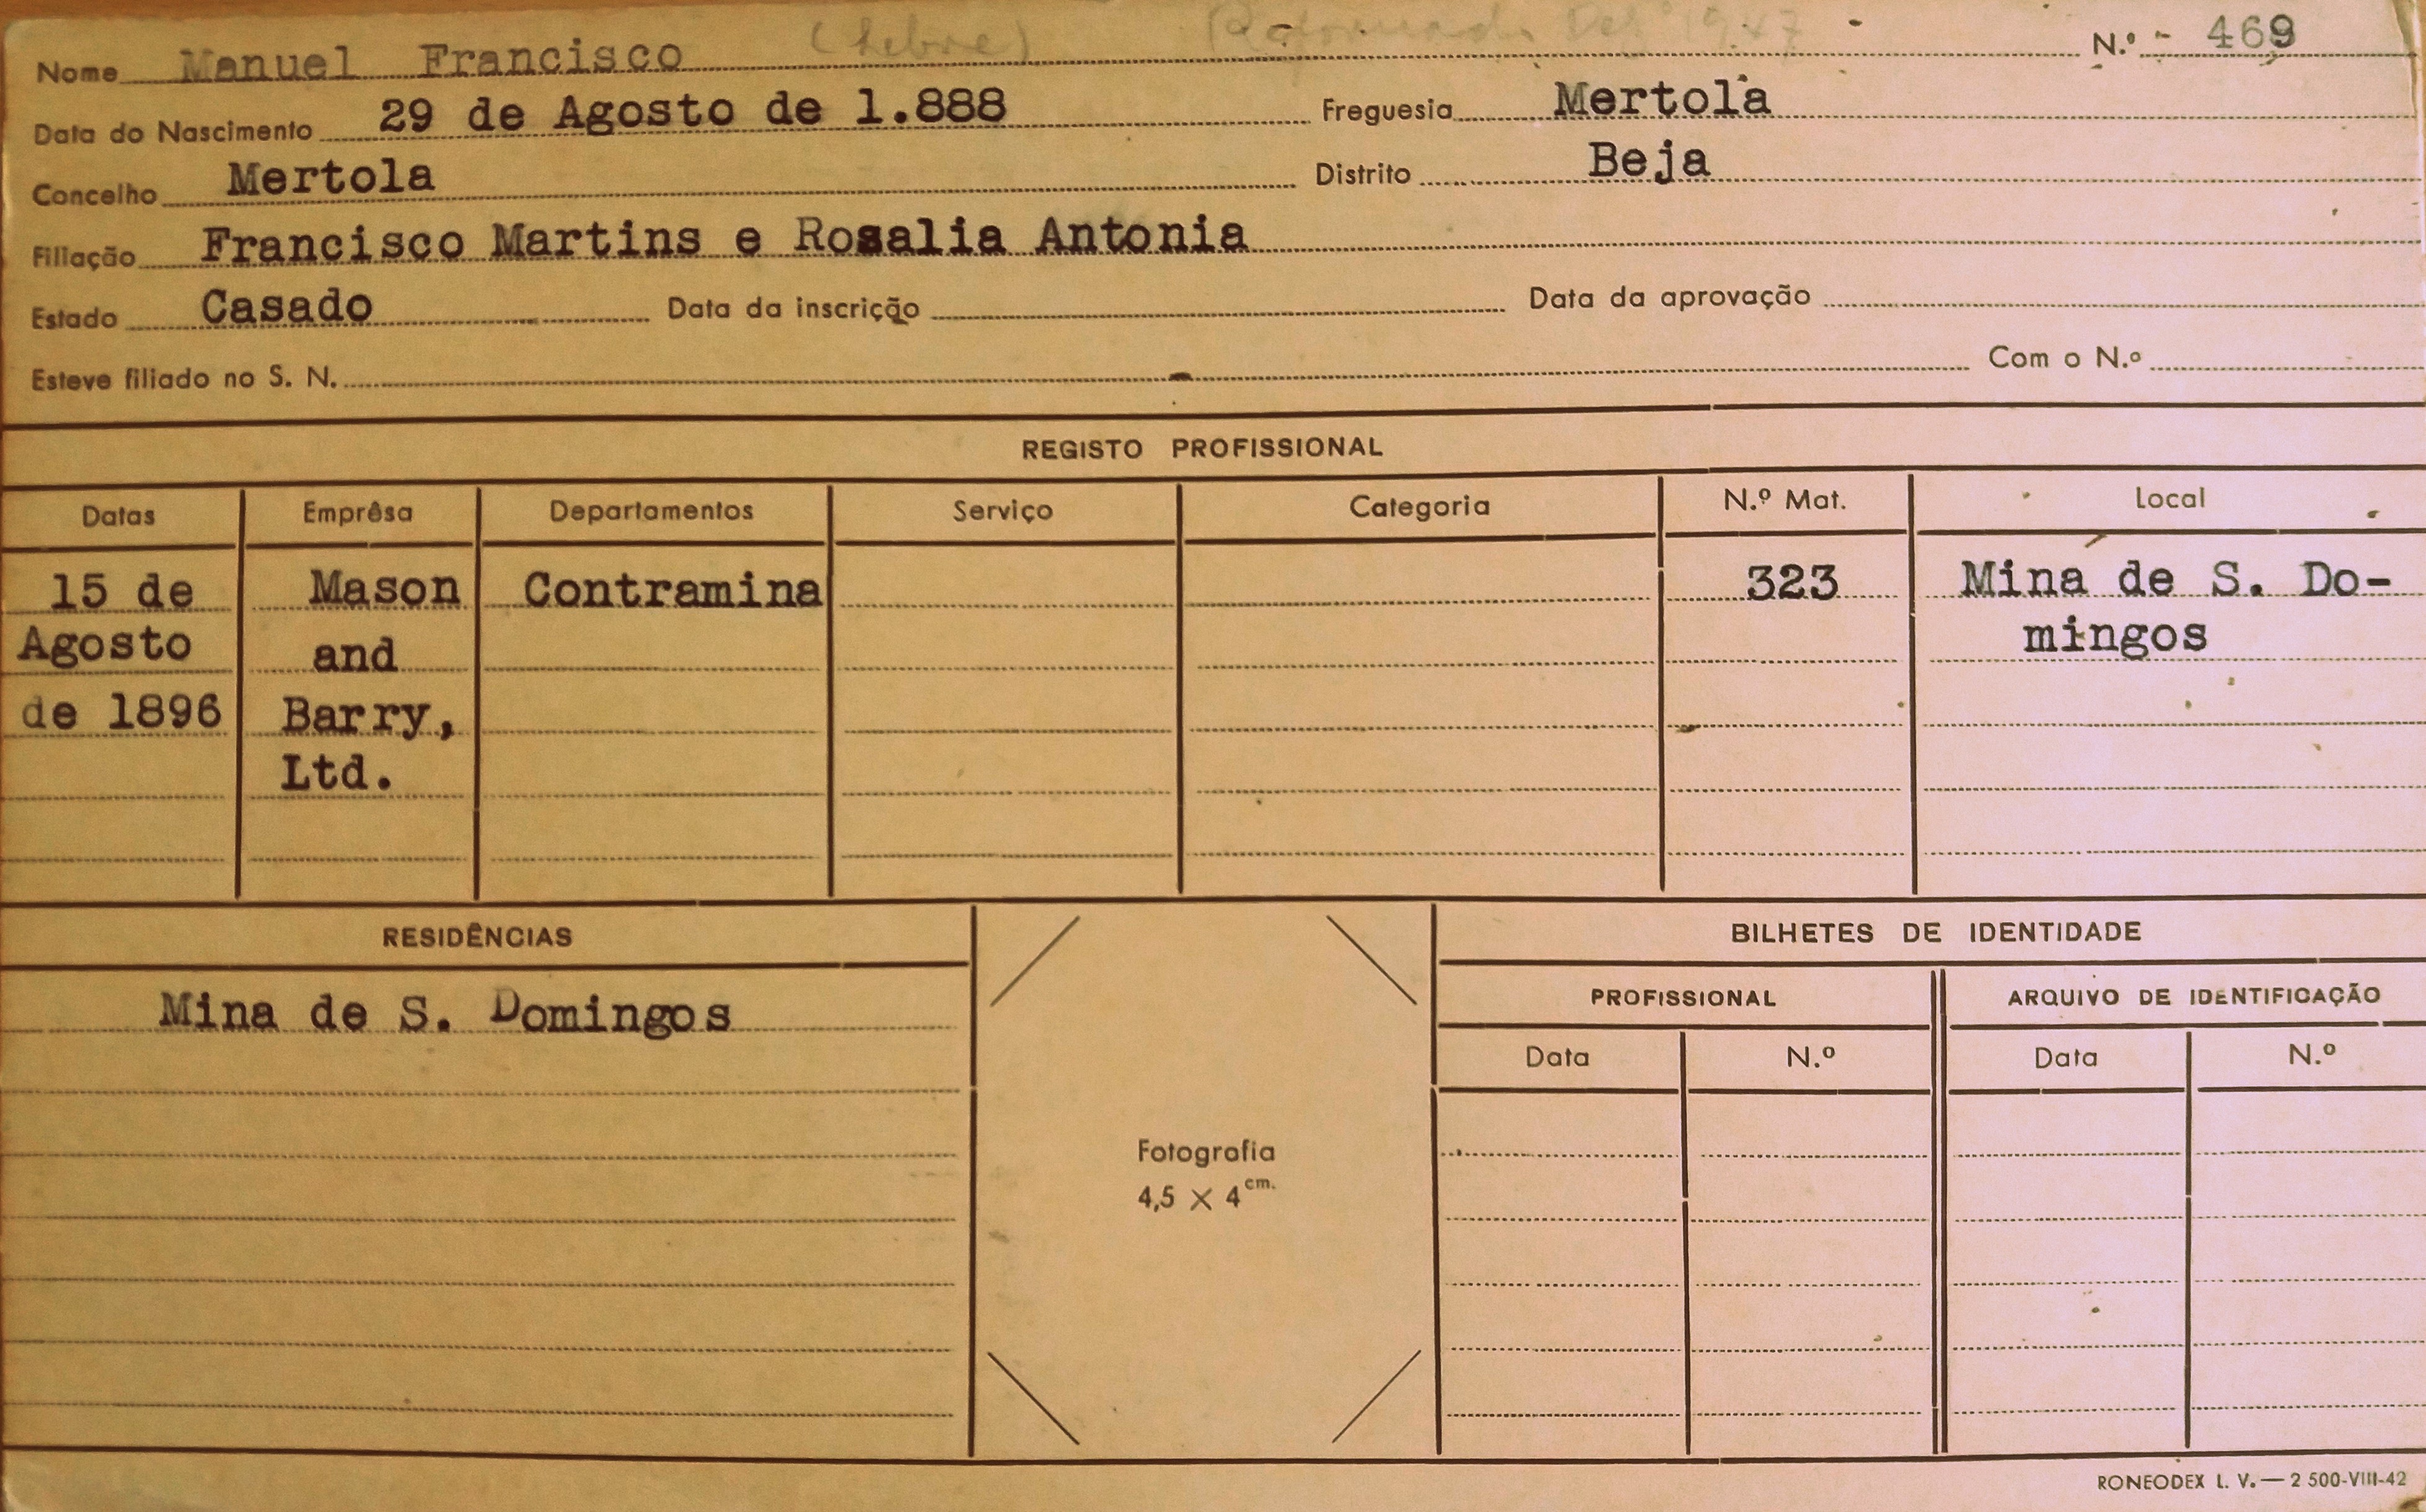 Nome Manuel Francisco (Lebre) N.º - 469
Data do Nascimento 29 de Agosto de 1.888 Freguesia Mertola
Concelho Mertola Distrito Beja
Filiação Francisco Martins e Rosalia Antonia
Estado Casado Data da inscrição Data da aprovação
Esteve filiado no S. N. Com o N.º
REGISTO PROFISSIONAL
Datas Emprêsa Departamentos Serviço Categoria N.º Mat. Local
15 de Mason Contramina 323 Mina de S. Do-
Agosto and mingos
de 1896 Barry,
Ltd.
RESIDÊNCIAS BILHETES DE IDENTIDADE
PROFISSIONAL ARQUIVO DE IDENTIFICAÇÃO
Mina de S. Domingos
Data N.º Data N.º
Fotografia
4,5 × 4 cm.
RONEODEX L. V. — 2 500-VIII-42